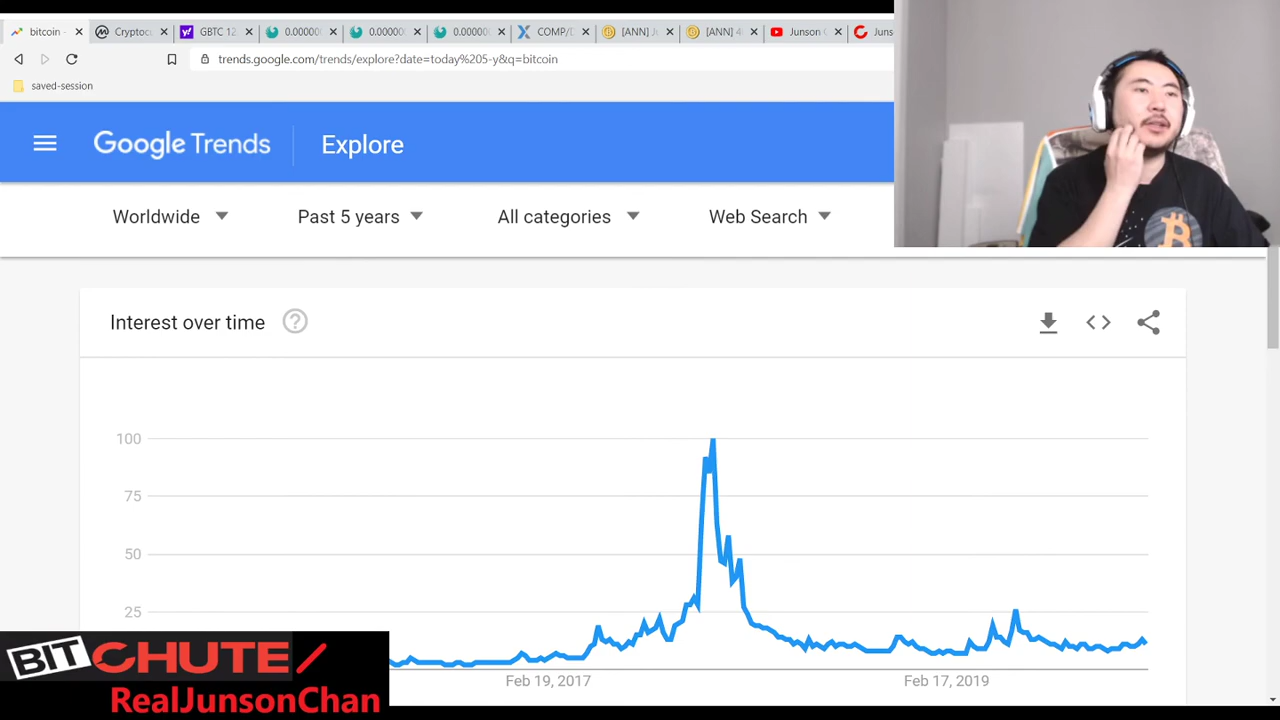 bitcoin -
Cryptoc
GBTC 12.
0.00000
0.00000
0.00000
COMP/D
[ANN] J
[ANN] 4
Junson C
Juns
trends.google.com/trends/explore?date=today%205-y&q=bitcoin
saved-session
Google Trends
Explore
Worldwide
Past 5 years
All categories
Web Search
Interest over time
100
75
50
25
Feb 19, 2017
Feb 17, 2019
BITCHUTE
RealJunsonChan